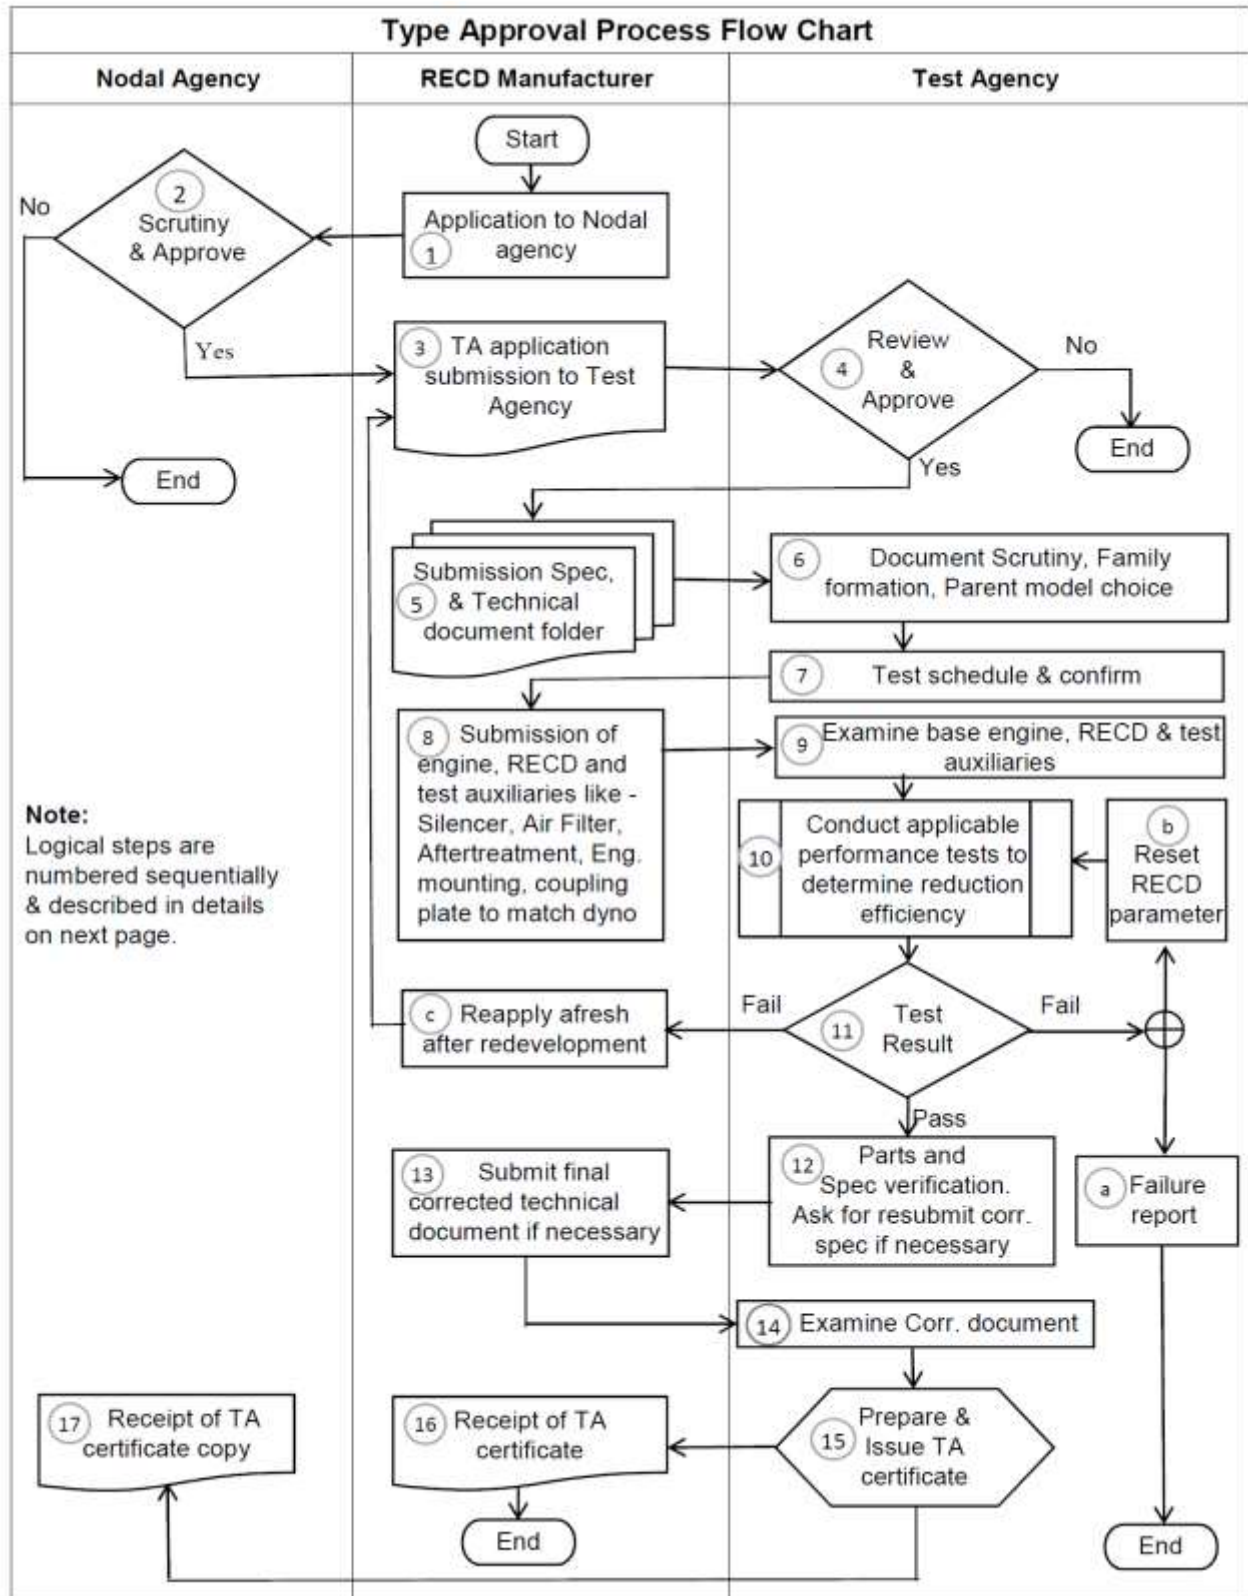 Type Approval Process Flow Chart
Nodal Agency
RECD Manufacturer
Test Agency
Start
1
Application to Nodal
agency
2
Scrutiny
& Approve
No
Yes
End
3
TA application
submission to Test
Agency
4
Review
&
Approve
No
End
Yes
5
Submission Spec,
& Technical
document folder
6
Document Scrutiny, Family
formation, Parent model choice
7
Test schedule & confirm
8
Submission of
engine, RECD and
test auxiliaries like -
Silencer, Air Filter,
Aftertreatment, Eng.
mounting, coupling
plate to match dyno
9
Examine base engine, RECD & test
auxiliaries
10
Conduct applicable
performance tests to
determine reduction
efficiency
b
Reset
RECD
parameter
Note:
Logical steps are
numbered sequentially
& described in details
on next page.
11
Test
Result
Fail
Fail
Pass
c
Reapply afresh
after redevelopment
a
Failure
report
12
Parts and
Spec verification.
Ask for resubmit corr.
spec if necessary
13
Submit final
corrected technical
document if necessary
14
Examine Corr. document
15
Prepare &
Issue TA
certificate
16
Receipt of TA
certificate
End
17
Receipt of TA
certificate copy
End